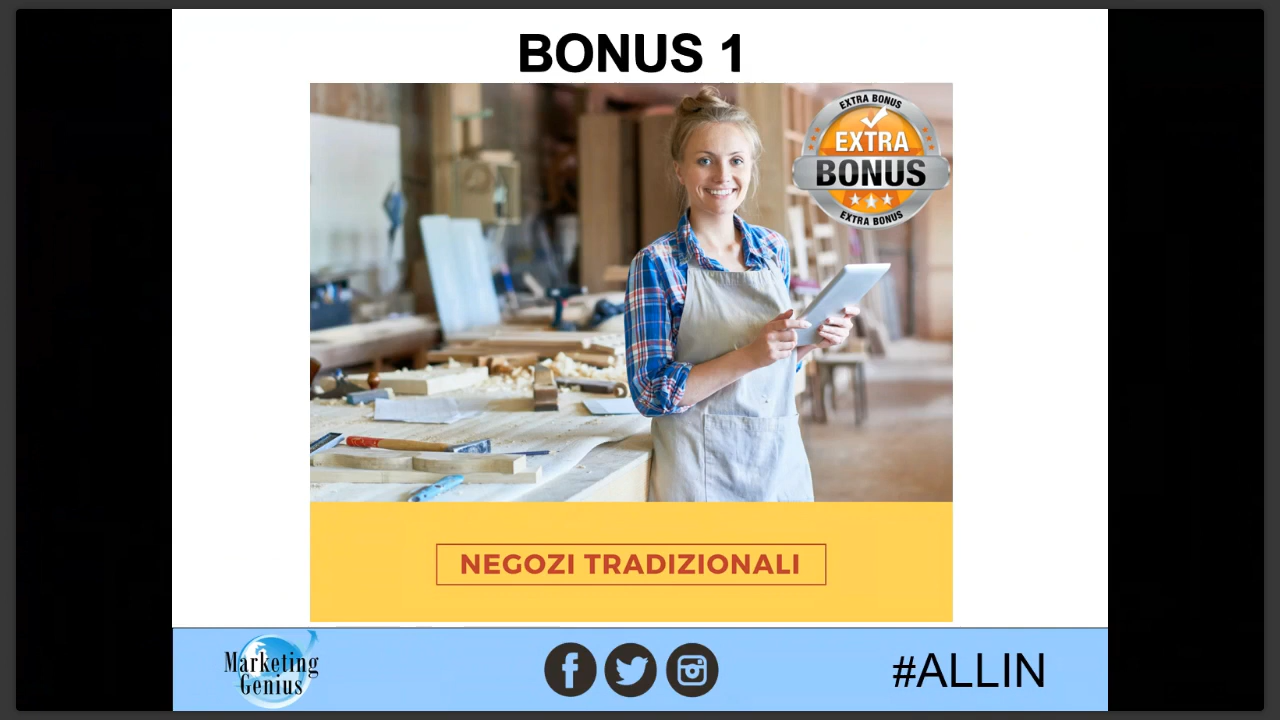 BONUS 1
EXTRA BONUS
EXTRA
BONUS
EXTRA BONUS
NEGOZI TRADIZIONALI
Marketing
Genius
#ALLIN